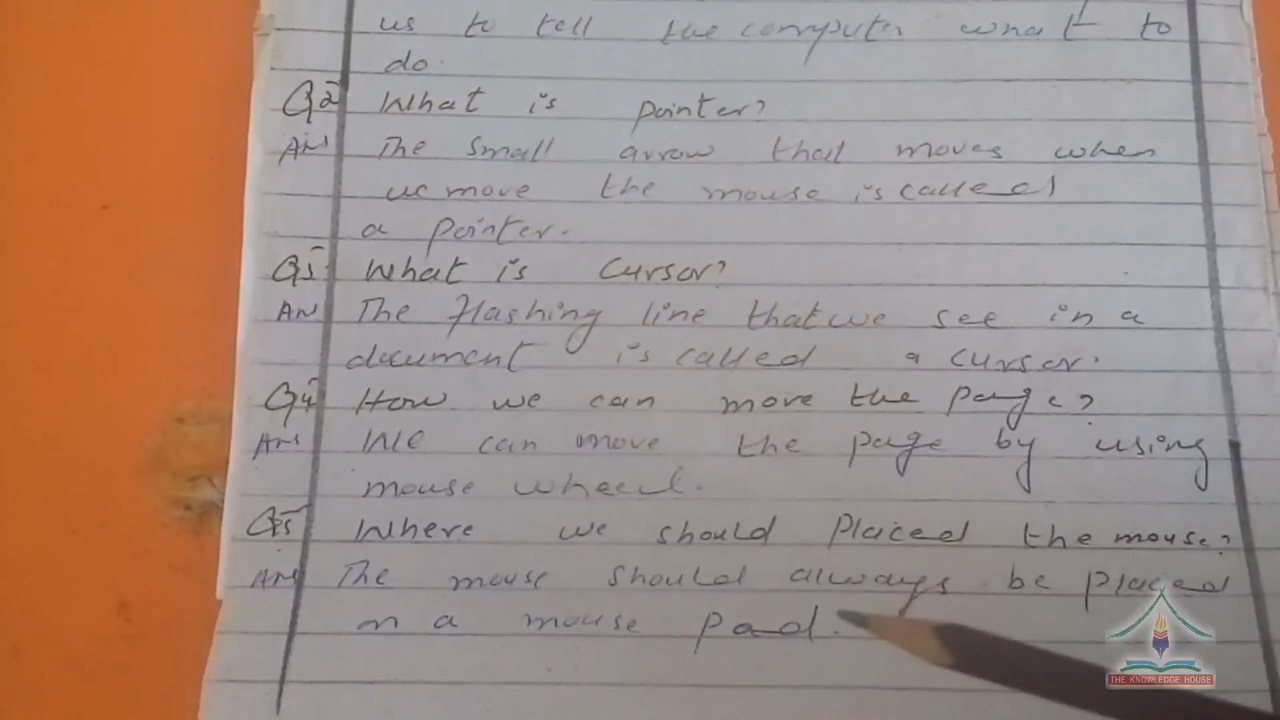 us to tell the computer what to
do.
Q2 What is pointer?
Ans The small arrow that moves when
we move the mouse is called
a pointer.
Q3 What is Cursor?
Ans The flashing line that we see in a
document is called a cursor.
Q4 How we can move the page?
Ans We can move the page by using
mouse wheel.
Q5 Where we should placed the mouse?
Ans The mouse should always be placed
on a mouse pad.
THE KNOWLEDGE HOUSE